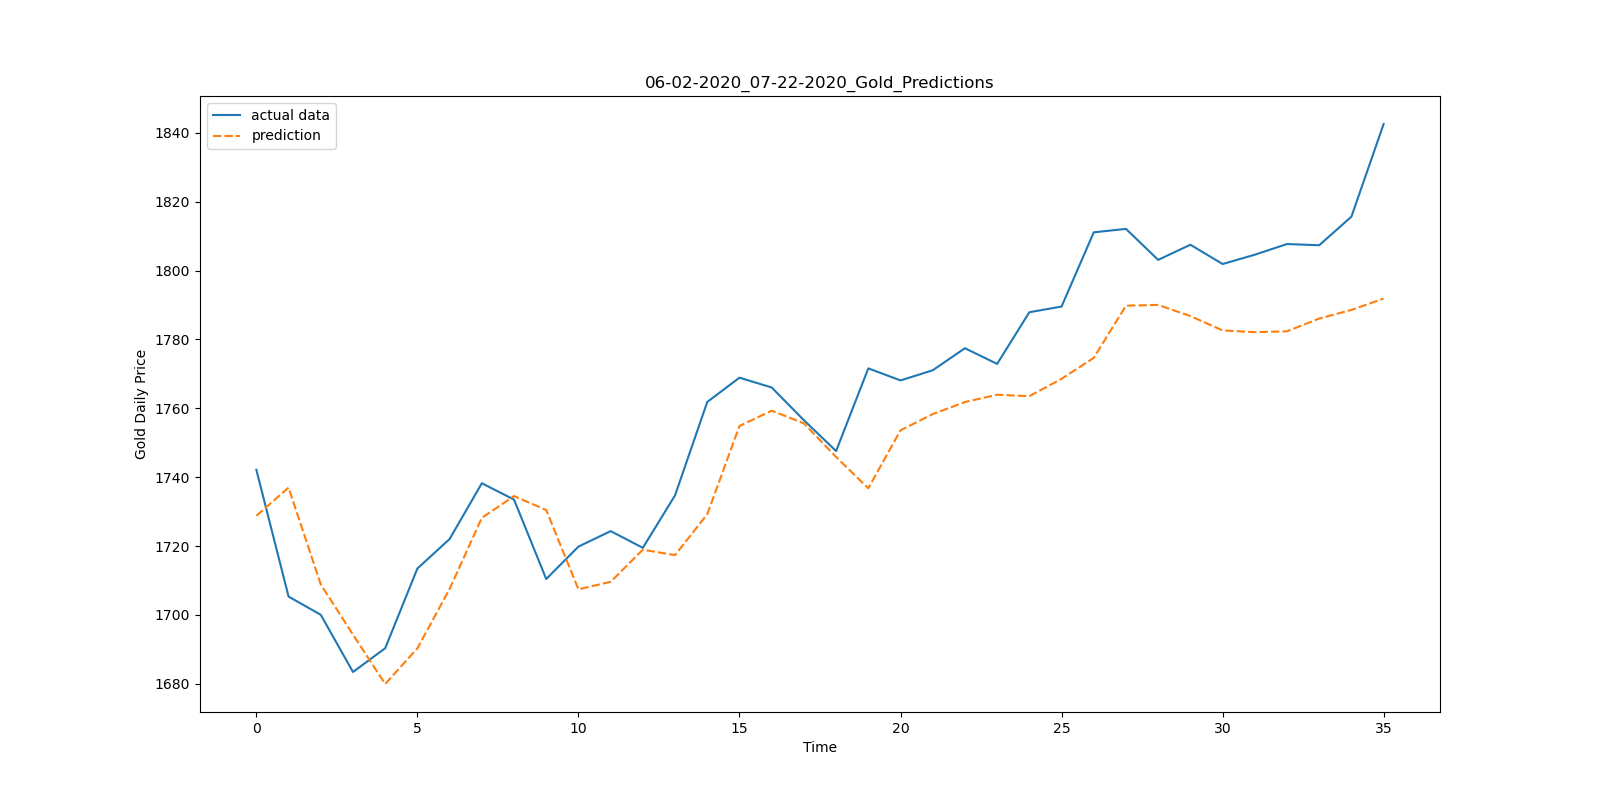 06-02-2020_07-22-2020_Gold_Predictions
actual data
prediction
1840
1820
1800
1780
1760
1740
1720
1700
1680
Gold Daily Price
0 5 10 15 20 25 30 35
Time